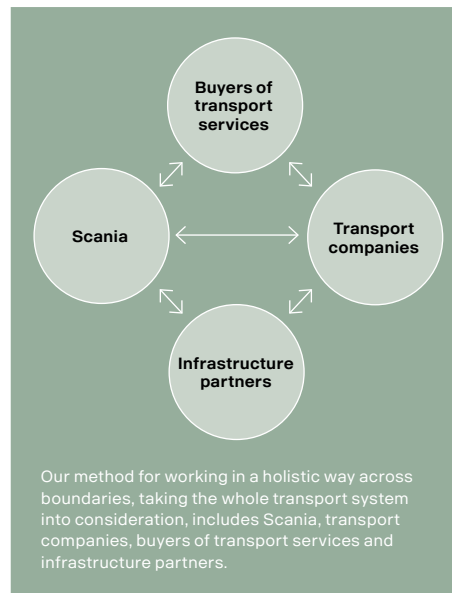 Buyers of
transport
services
Scania
Transport
companies
Infrastructure
partners
Our method for working in a holistic way across
boundaries, taking the whole transport system
into consideration, includes Scania, transport
companies, buyers of transport services and
infrastructure partners.